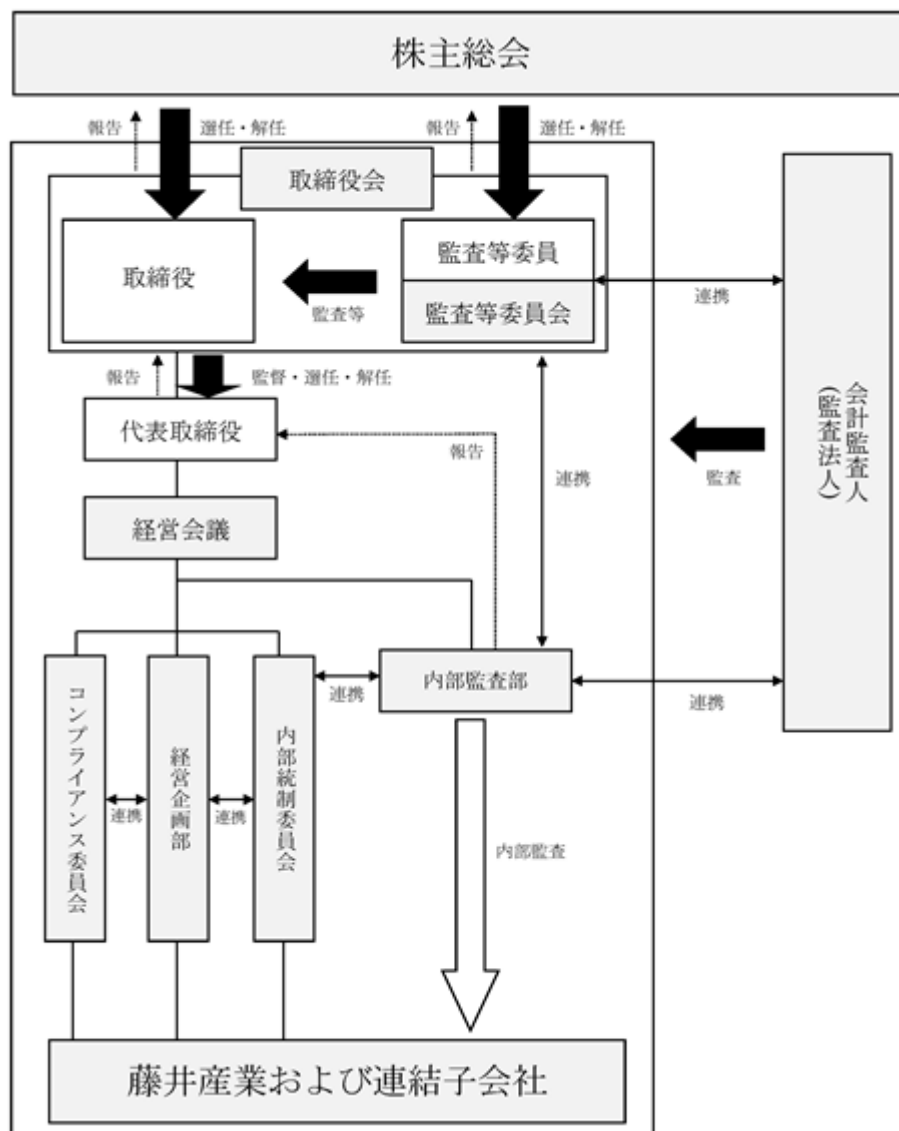 株主総会
報告
選任・解任
報告
選任・解任
取締役会
取締役
監査等
監査等委員
監査等委員会
連携
会計監査人
(監査法人)
報告
監督・選任・解任
代表取締役
報告
連携
監査
経営会議
内部監査部
連携
連携
コンプライアンス委員会
連携
経営企画部
連携
内部統制委員会
内部監査
藤井産業および連結子会社